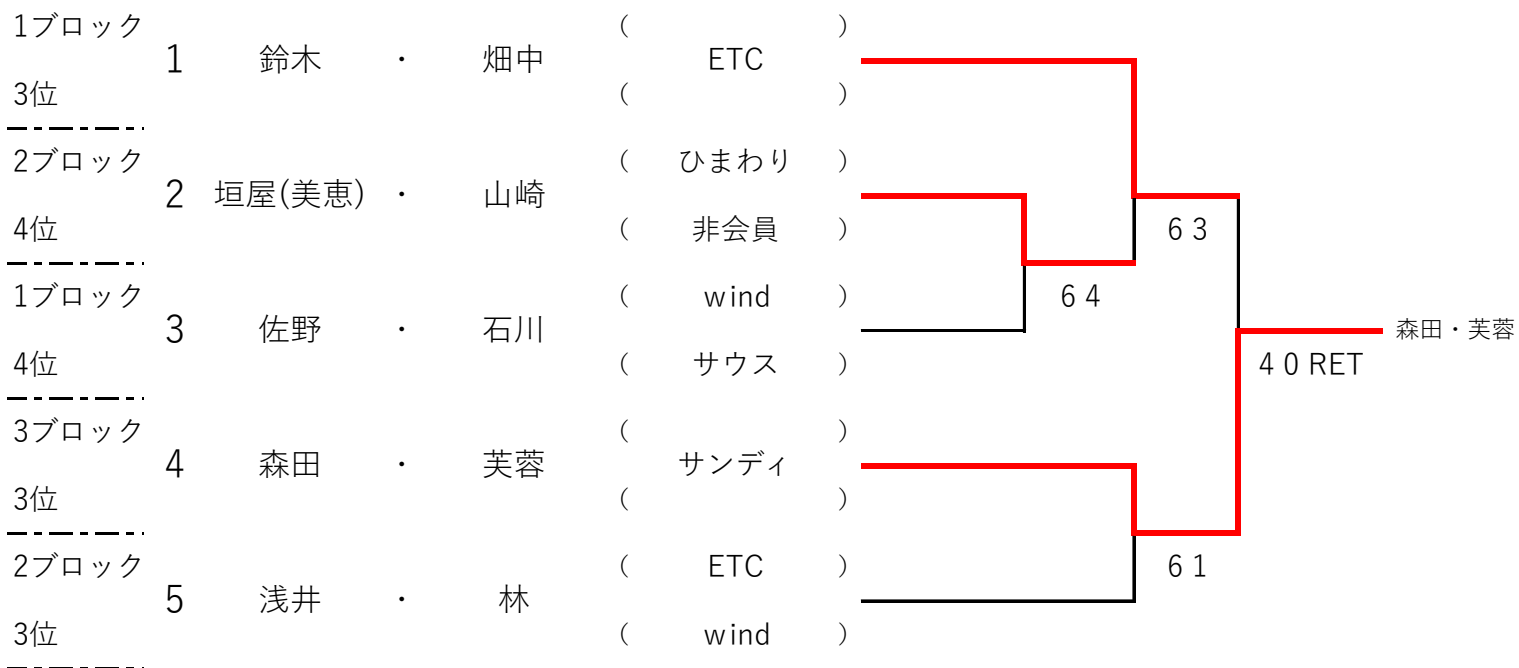 1ブロック
3位
1 鈴木 ・ 畑中 ( ETC )
( )
2ブロック
4位
2 垣屋(美恵) ・ 山崎 ( ひまわり )
( 非会員 )
1ブロック
4位
3 佐野 ・ 石川 ( wind )
( サウス )
3ブロック
3位
4 森田 ・ 芙蓉 ( サンディ )
( )
2ブロック
3位
5 浅井 ・ 林 ( ETC )
( wind )
6 3
6 4
森田・芙蓉
4 0 RET
6 1